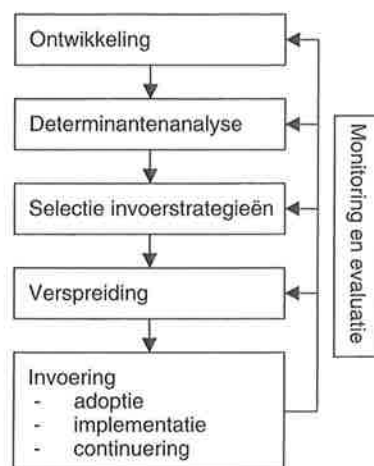 Ontwikkeling
Determinantenanalyse
Selectie invoerstrategieën
Verspreiding
Invoering
- adoptie
- implementatie
- continuering
Monitoring en evaluatie